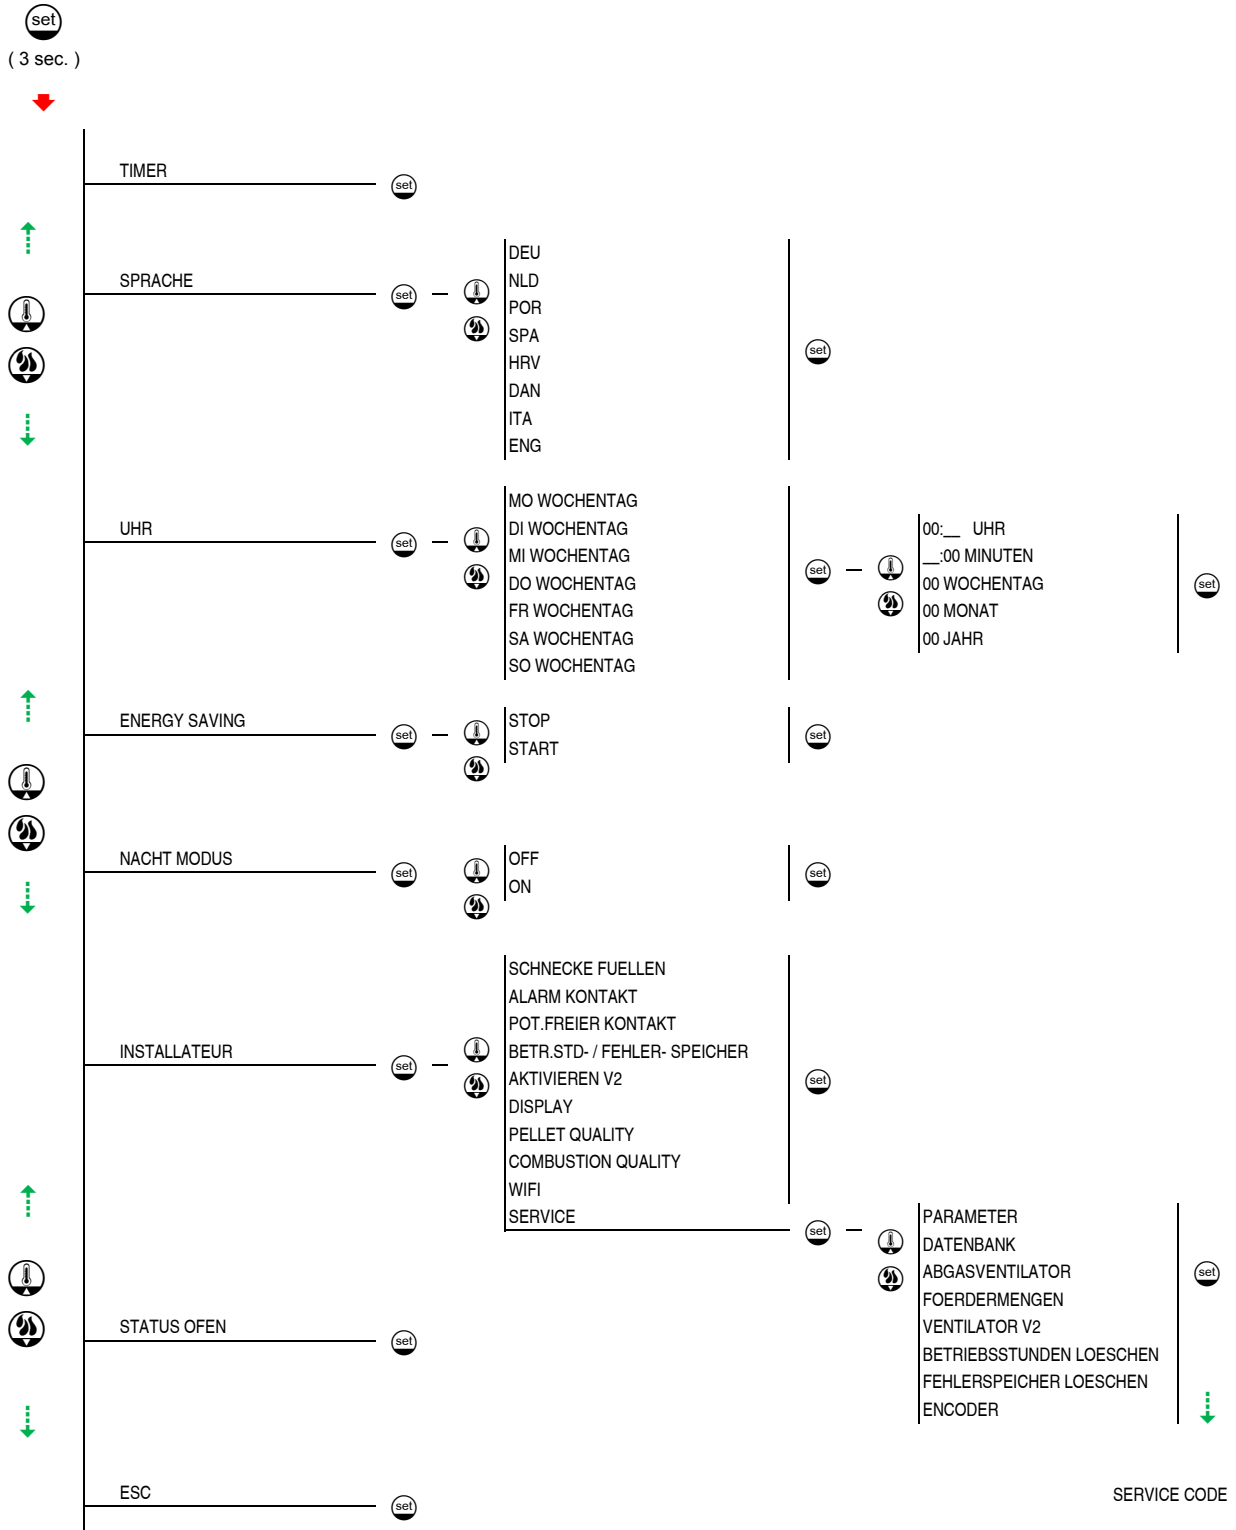 set
( 3 sec. )
TIMER
set
SPRACHE
set
DEU
NLD
POR
SPA
HRV
DAN
ITA
ENG
set
UHR
set
MO WOCHENTAG
DI WOCHENTAG
MI WOCHENTAG
DO WOCHENTAG
FR WOCHENTAG
SA WOCHENTAG
SO WOCHENTAG
set
00:__ UHR
__:00 MINUTEN
00 WOCHENTAG
00 MONAT
00 JAHR
set
ENERGY SAVING
set
STOP
START
set
NACHT MODUS
set
OFF
ON
set
INSTALLATEUR
set
SCHNECKE FUELLEN
ALARM KONTAKT
POT.FREIER KONTAKT
BETR.STD- / FEHLER- SPEICHER
AKTIVIEREN V2
DISPLAY
PELLET QUALITY
COMBUSTION QUALITY
WIFI
SERVICE
set
set
PARAMETER
DATENBANK
ABGASVENTILATOR
FOERDERMENGEN
VENTILATOR V2
BETRIEBSSTUNDEN LOESCHEN
FEHLERSPEICHER LOESCHEN
ENCODER
set
STATUS OFEN
set
ESC
set
SERVICE CODE